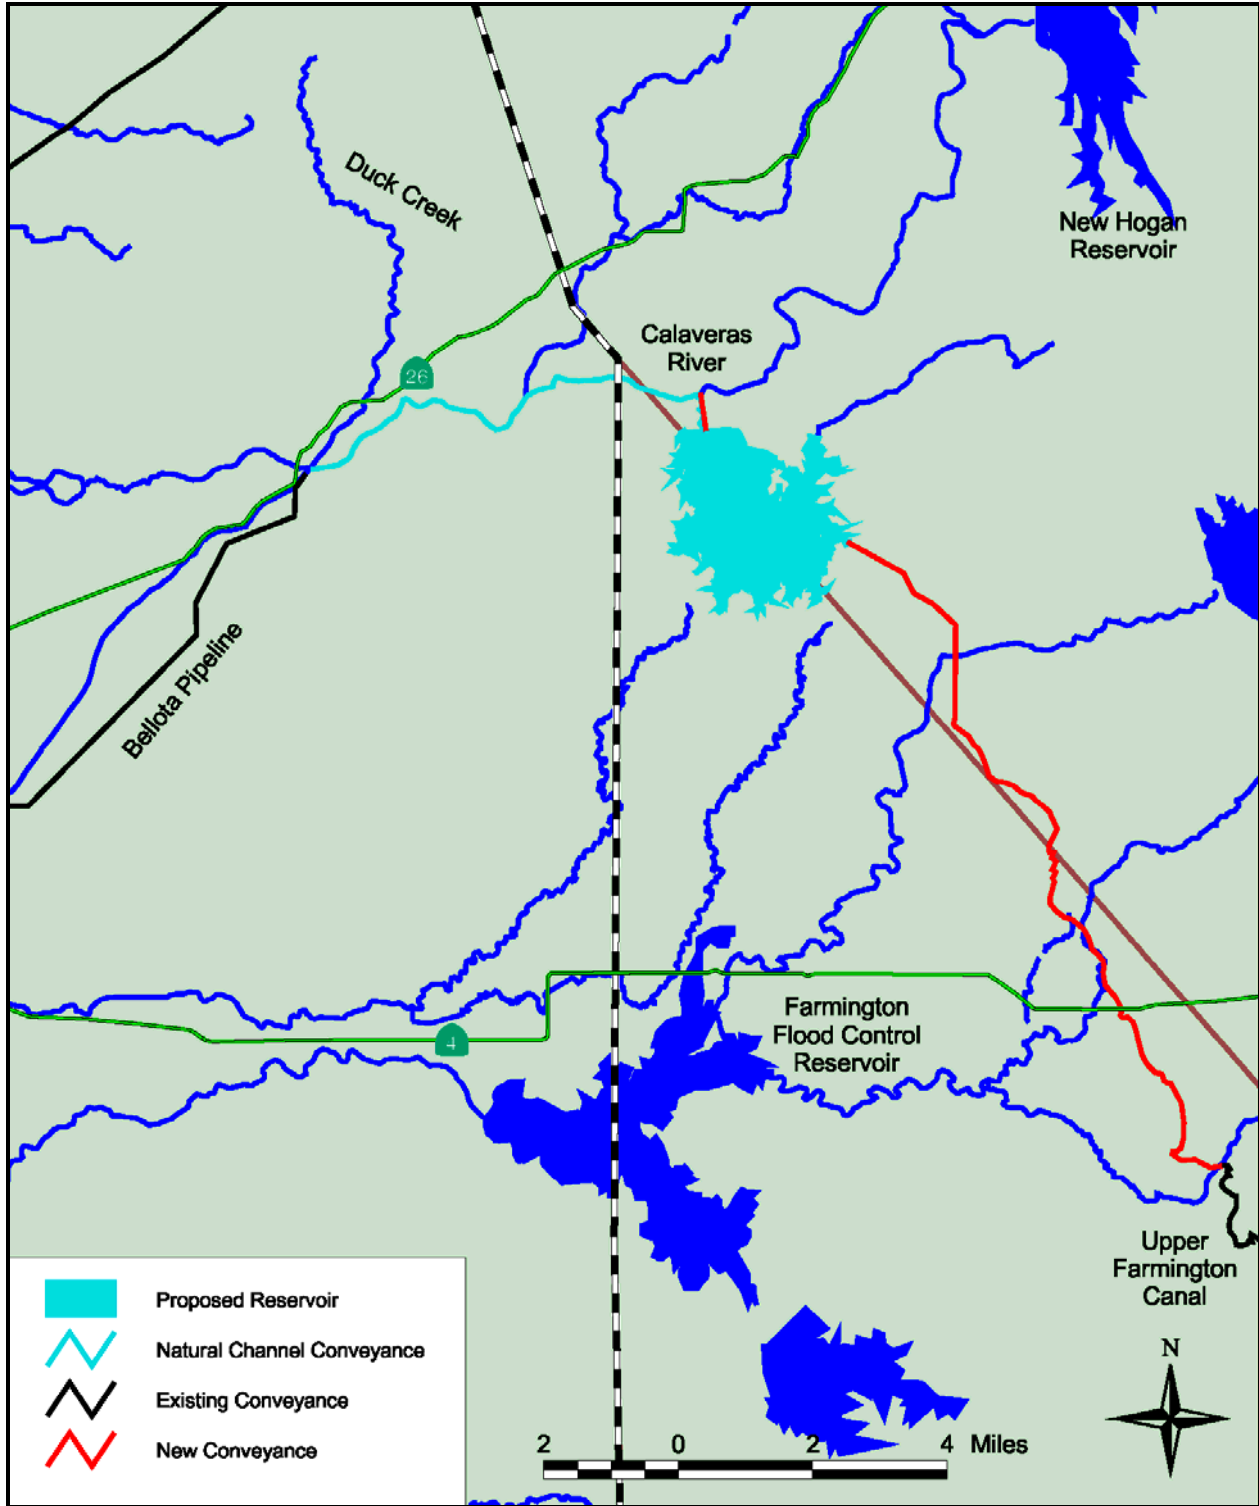 Duck Creek
New Hogan
Reservoir
Calaveras
River
26
Bellota Pipeline
Farmington
Flood Control
Reservoir
4
Upper
Farmington
Canal
Proposed Reservoir
Natural Channel Conveyance
Existing Conveyance
New Conveyance
N
2 0 2 4 Miles